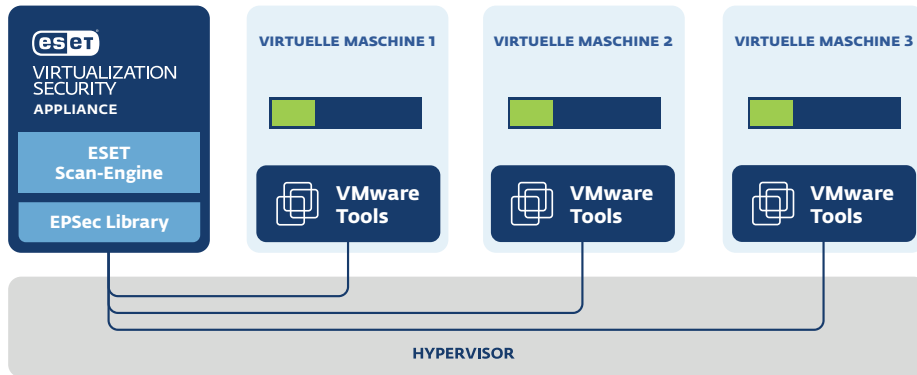 eset
VIRTUALIZATION
SECURITY
APPLIANCE
ESET
Scan-Engine
EPSec Library
VIRTUELLE MASCHINE 1
VMware
Tools
VIRTUELLE MASCHINE 2
VMware
Tools
VIRTUELLE MASCHINE 3
VMware
Tools
HYPERVISOR